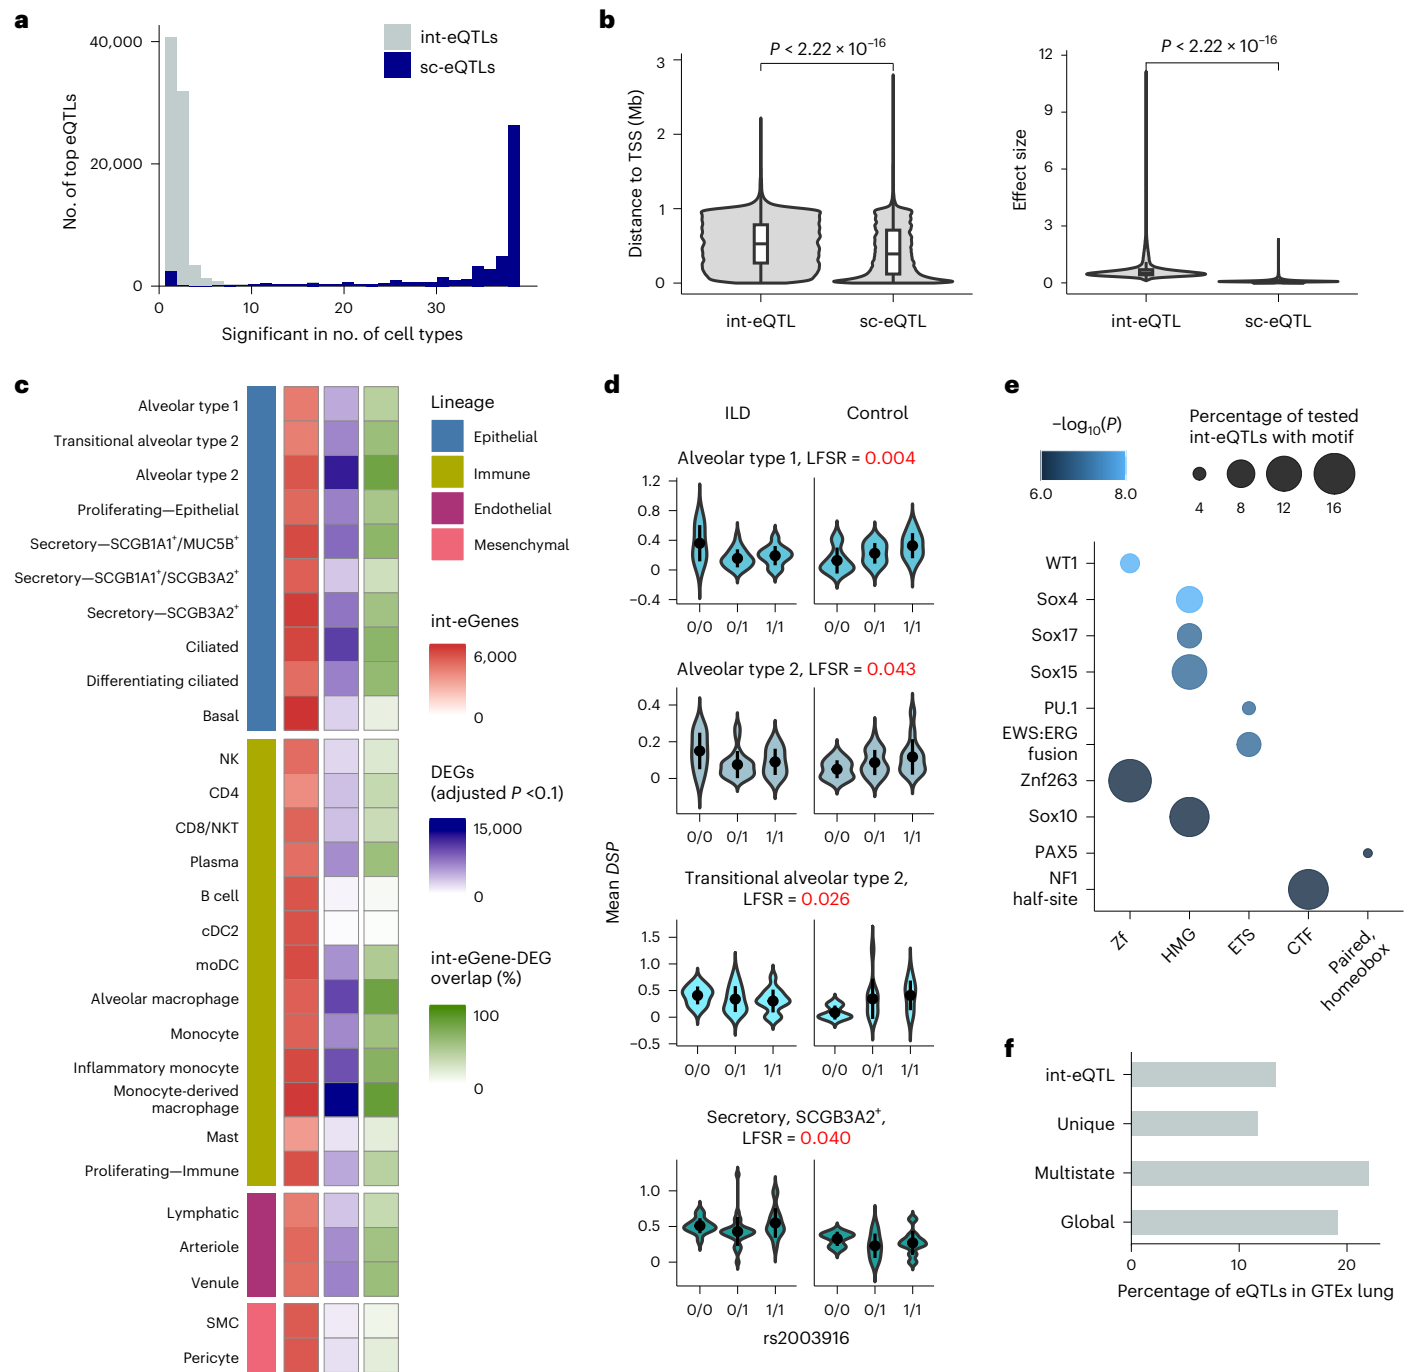 a
40,000
20,000
0
No. of top eQTLs
int-eQTLs
sc-eQTLs
0
10
20
30
Significant in no. of cell types
b
P < 2.22 × 10⁻¹⁶
3
2
1
0
Distance to TSS (Mb)
int-eQTL
sc-eQTL
P < 2.22 × 10⁻¹⁶
12
9
6
3
0
Effect size
int-eQTL
sc-eQTL
c
Alveolar type 1
Transitional alveolar type 2
Alveolar type 2
Proliferating—Epithelial
Secretory—SCGB1A1⁺/MUC5B⁺
Secretory—SCGB1A1⁺/SCGB3A2⁺
Secretory—SCGB3A2⁺
Ciliated
Differentiating ciliated
Basal
NK
CD4
CD8/NKT
Plasma
B cell
cDC2
moDC
Alveolar macrophage
Monocyte
Inflammatory monocyte
Monocyte-derived
macrophage
Mast
Proliferating—Immune
Lymphatic
Arteriole
Venule
SMC
Pericyte
Lineage
Epithelial
Immune
Endothelial
Mesenchymal
int-eGenes
6,000
0
DEGs
(adjusted P <0.1)
15,000
0
int-eGene-DEG
overlap (%)
100
0
d
ILD
Control
Alveolar type 1, LFSR = 0.004
1.2
0.8
0.4
0
−0.4
0/0
0/1
1/1
0/0
0/1
1/1
Alveolar type 2, LFSR = 0.043
0.4
0.2
0
0/0
0/1
1/1
0/0
0/1
1/1
Mean DSP
Transitional alveolar type 2,
LFSR = 0.026
1.5
1.0
0.5
0
−0.5
0/0
0/1
1/1
0/0
0/1
1/1
Secretory, SCGB3A2⁺,
LFSR = 0.040
1.0
0.5
0
0/0
0/1
1/1
0/0
0/1
1/1
rs2003916
e
−log₁₀(P)
6.0
8.0
Percentage of tested
int-eQTLs with motif
4
8
12
16
WT1
Sox4
Sox17
Sox15
PU.1
EWS:ERG
fusion
Znf263
Sox10
PAX5
NF1
half-site
Zf
HMG
ETS
CTF
Paired,
homeobox
f
int-eQTL
Unique
Multistate
Global
0
10
20
Percentage of eQTLs in GTEx lung